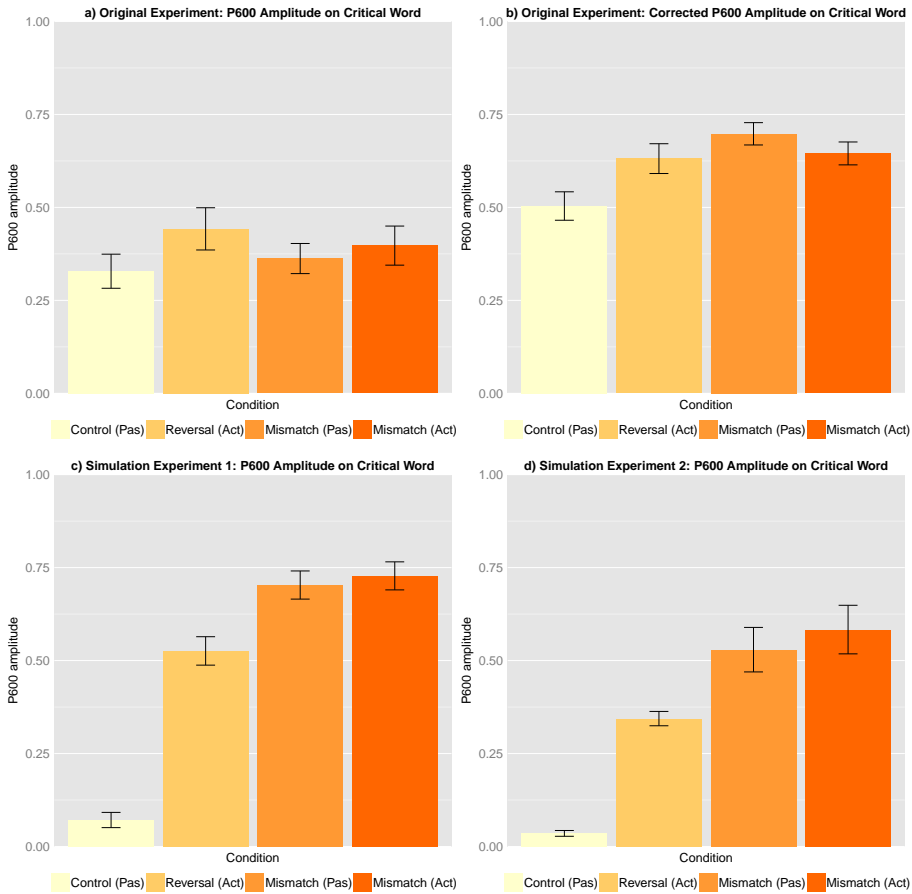 a) Original Experiment: P600 Amplitude on Critical Word
1.00
0.75
0.50
0.25
0.00
P600 amplitude
Condition
Control (Pas) Reversal (Act) Mismatch (Pas) Mismatch (Act)
b) Original Experiment: Corrected P600 Amplitude on Critical Word
1.00
0.75
0.50
0.25
0.00
P600 amplitude
Condition
Control (Pas) Reversal (Act) Mismatch (Pas) Mismatch (Act)
c) Simulation Experiment 1: P600 Amplitude on Critical Word
1.00
0.75
0.50
0.25
0.00
P600 amplitude
Condition
Control (Pas) Reversal (Act) Mismatch (Pas) Mismatch (Act)
d) Simulation Experiment 2: P600 Amplitude on Critical Word
1.00
0.75
0.50
0.25
0.00
P600 amplitude
Condition
Control (Pas) Reversal (Act) Mismatch (Pas) Mismatch (Act)